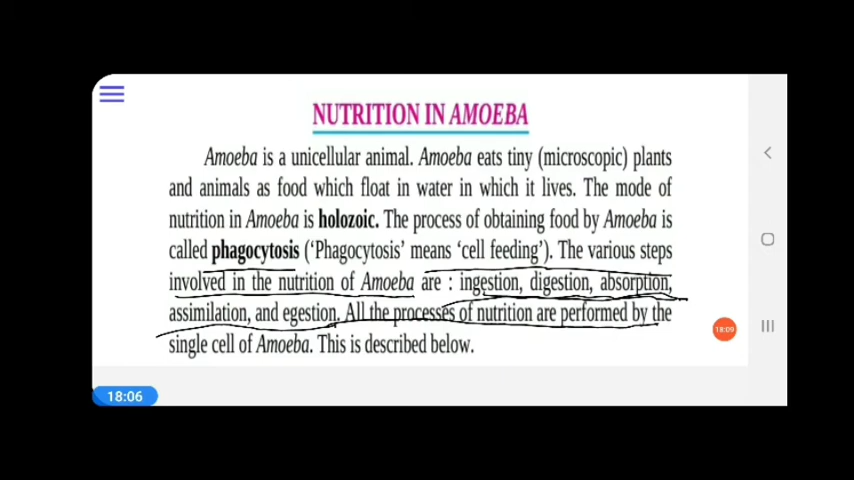 NUTRITION IN AMOEBA
Amoeba is a unicellular animal. Amoeba eats tiny (microscopic) plants
and animals as food which float in water in which it lives. The mode of
nutrition in Amoeba is holozoic. The process of obtaining food by Amoeba is
called phagocytosis (‘Phagocytosis’ means ‘cell feeding’). The various steps
involved in the nutrition of Amoeba are : ingestion, digestion, absorption,
assimilation, and egestion. All the processes of nutrition are performed by the
single cell of Amoeba. This is described below.
18:09
18:06